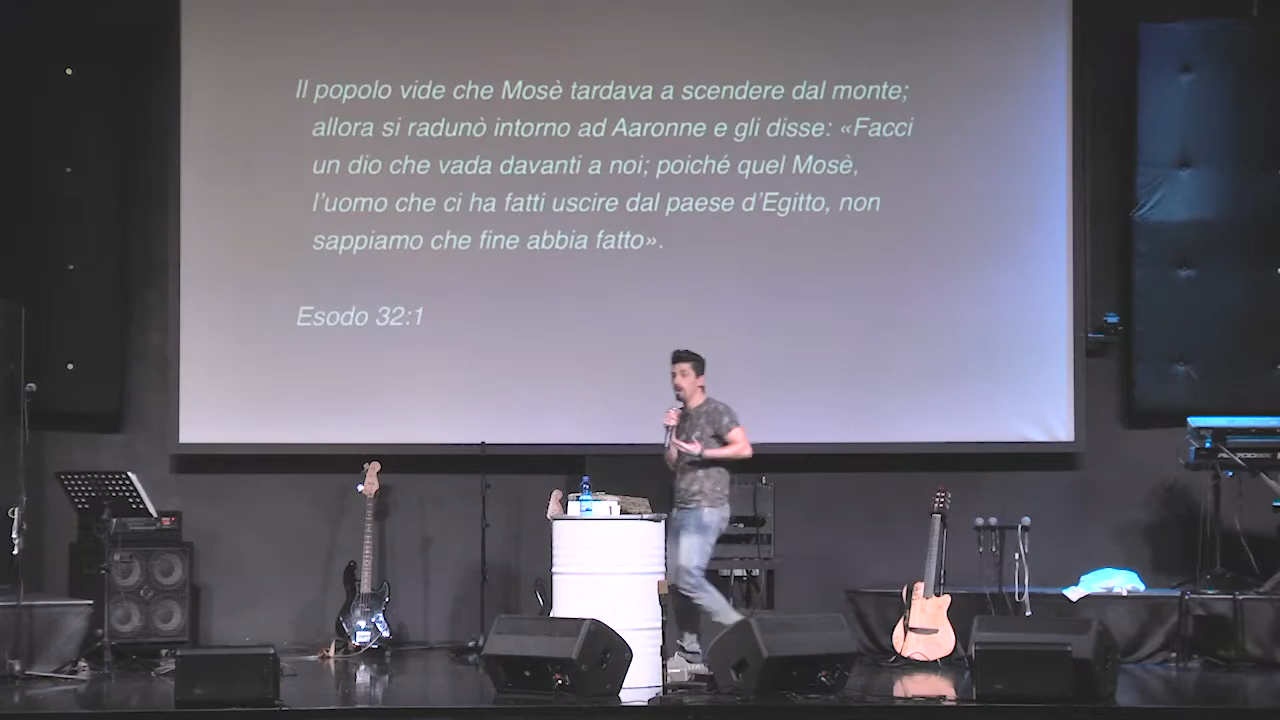 Il popolo vide che Mosè tardava a scendere dal monte;
allora si radunò intorno ad Aaronne e gli disse: «Facci
un dio che vada davanti a noi; poiché quel Mosè,
l’uomo che ci ha fatti uscire dal paese d’Egitto, non
sappiamo che fine abbia fatto».
Esodo 32:1